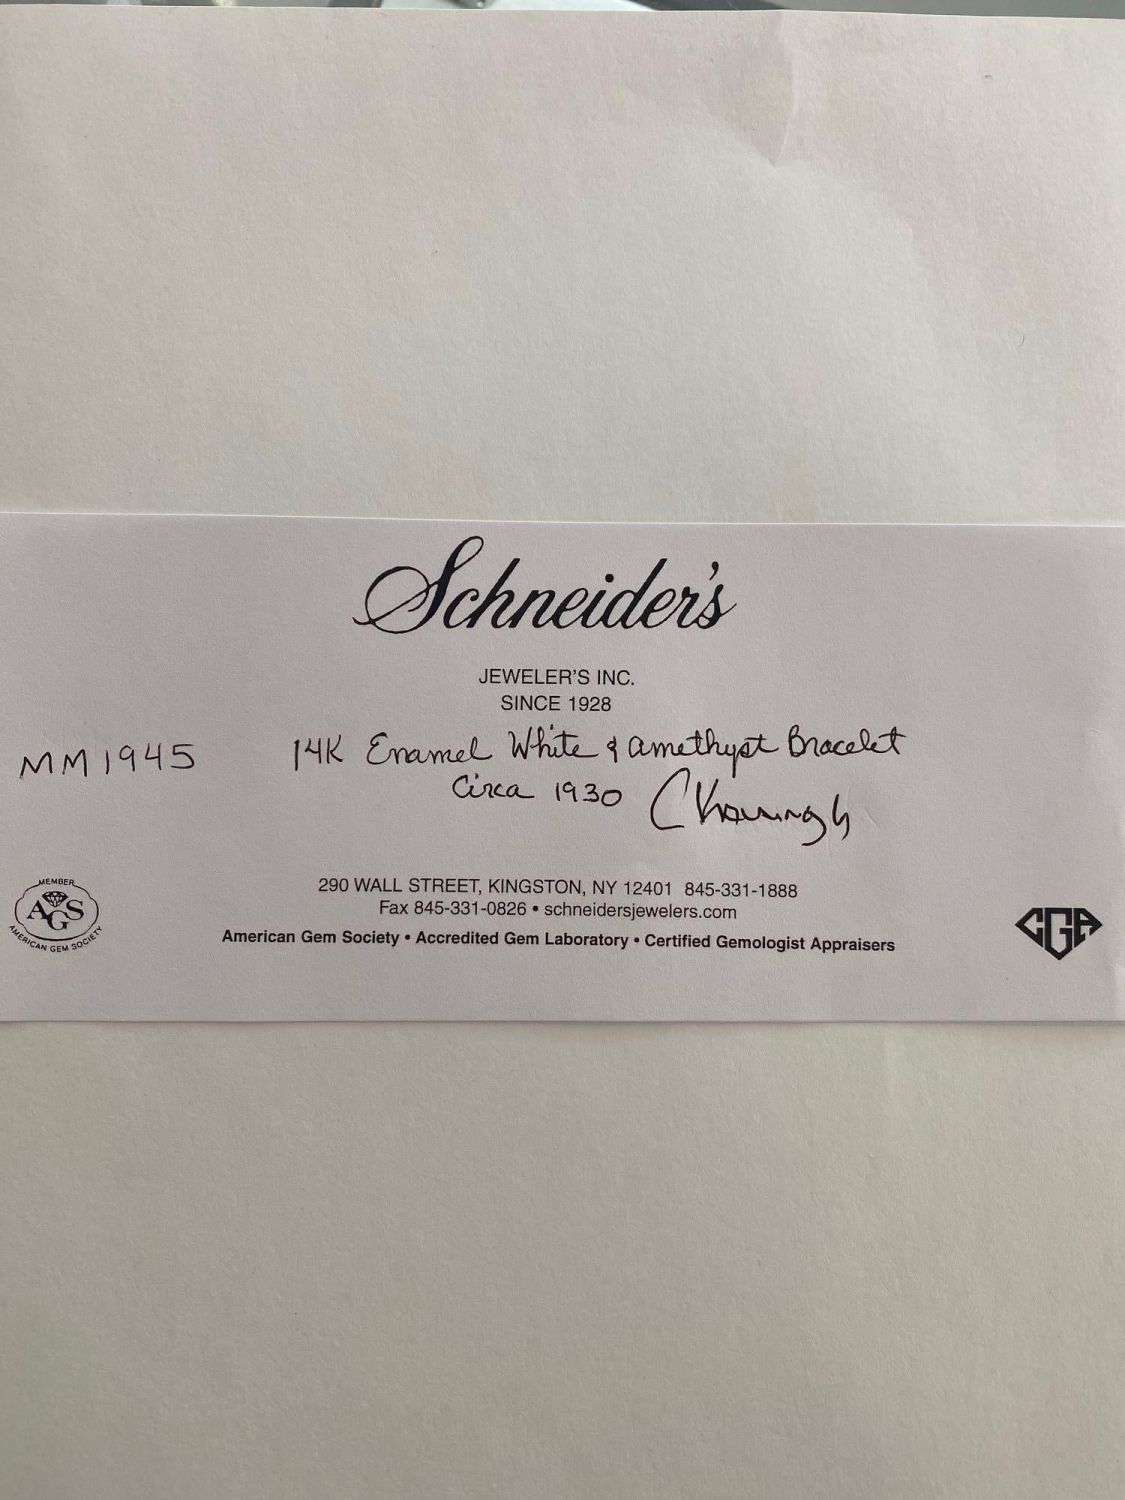 Schneider's
JEWELER'S INC.
SINCE 1928
MM1945 14K Enamel White & amethyst Bracelet
Circa 1930
290 WALL STREET, KINGSTON, NY 12401 845-331-1888
Fax 845-331-0826 • schneidersjewelers.com
American Gem Society • Accredited Gem Laboratory • Certified Gemologist Appraisers
MEMBER
AGS
AMERICAN GEM SOCIETY
CGA